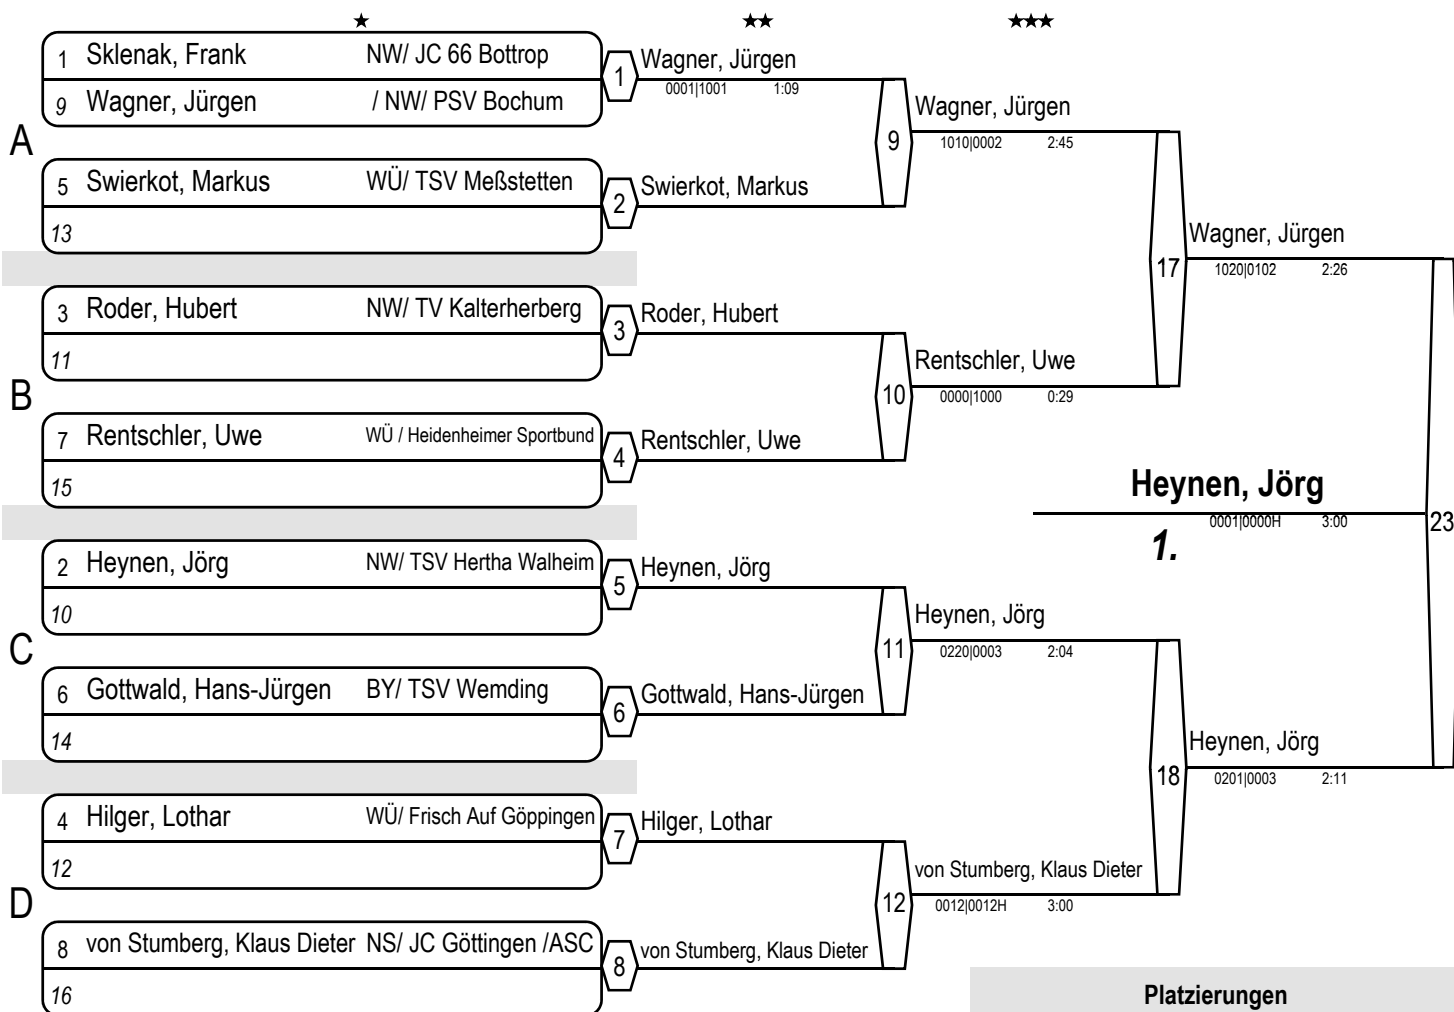 ★ ★★ ★★★
1 Sklenak, Frank NW/ JC 66 Bottrop
9 Wagner, Jürgen / NW/ PSV Bochum
1
Wagner, Jürgen
0001|1001 1:09
A
5 Swierkot, Markus WÜ/ TSV Meßstetten
13
2
Swierkot, Markus
9
Wagner, Jürgen
1010|0002 2:45
3 Roder, Hubert NW/ TV Kalterherberg
11
3
Roder, Hubert
B
7 Rentschler, Uwe WÜ / Heidenheimer Sportbund
15
4
Rentschler, Uwe
10
Rentschler, Uwe
0000|1000 0:29
17
Wagner, Jürgen
1020|0102 2:26
Heynen, Jörg
0001|0000H 3:00
1.
23
2 Heynen, Jörg NW/ TSV Hertha Walheim
10
5
Heynen, Jörg
C
6 Gottwald, Hans-Jürgen BY/ TSV Wemding
14
6
Gottwald, Hans-Jürgen
11
Heynen, Jörg
0220|0003 2:04
4 Hilger, Lothar WÜ/ Frisch Auf Göppingen
12
7
Hilger, Lothar
D
8 von Stumberg, Klaus Dieter NS/ JC Göttingen /ASC
16
8
von Stumberg, Klaus Dieter
12
von Stumberg, Klaus Dieter
0012|0012H 3:00
18
Heynen, Jörg
0201|0003 2:11
Platzierungen